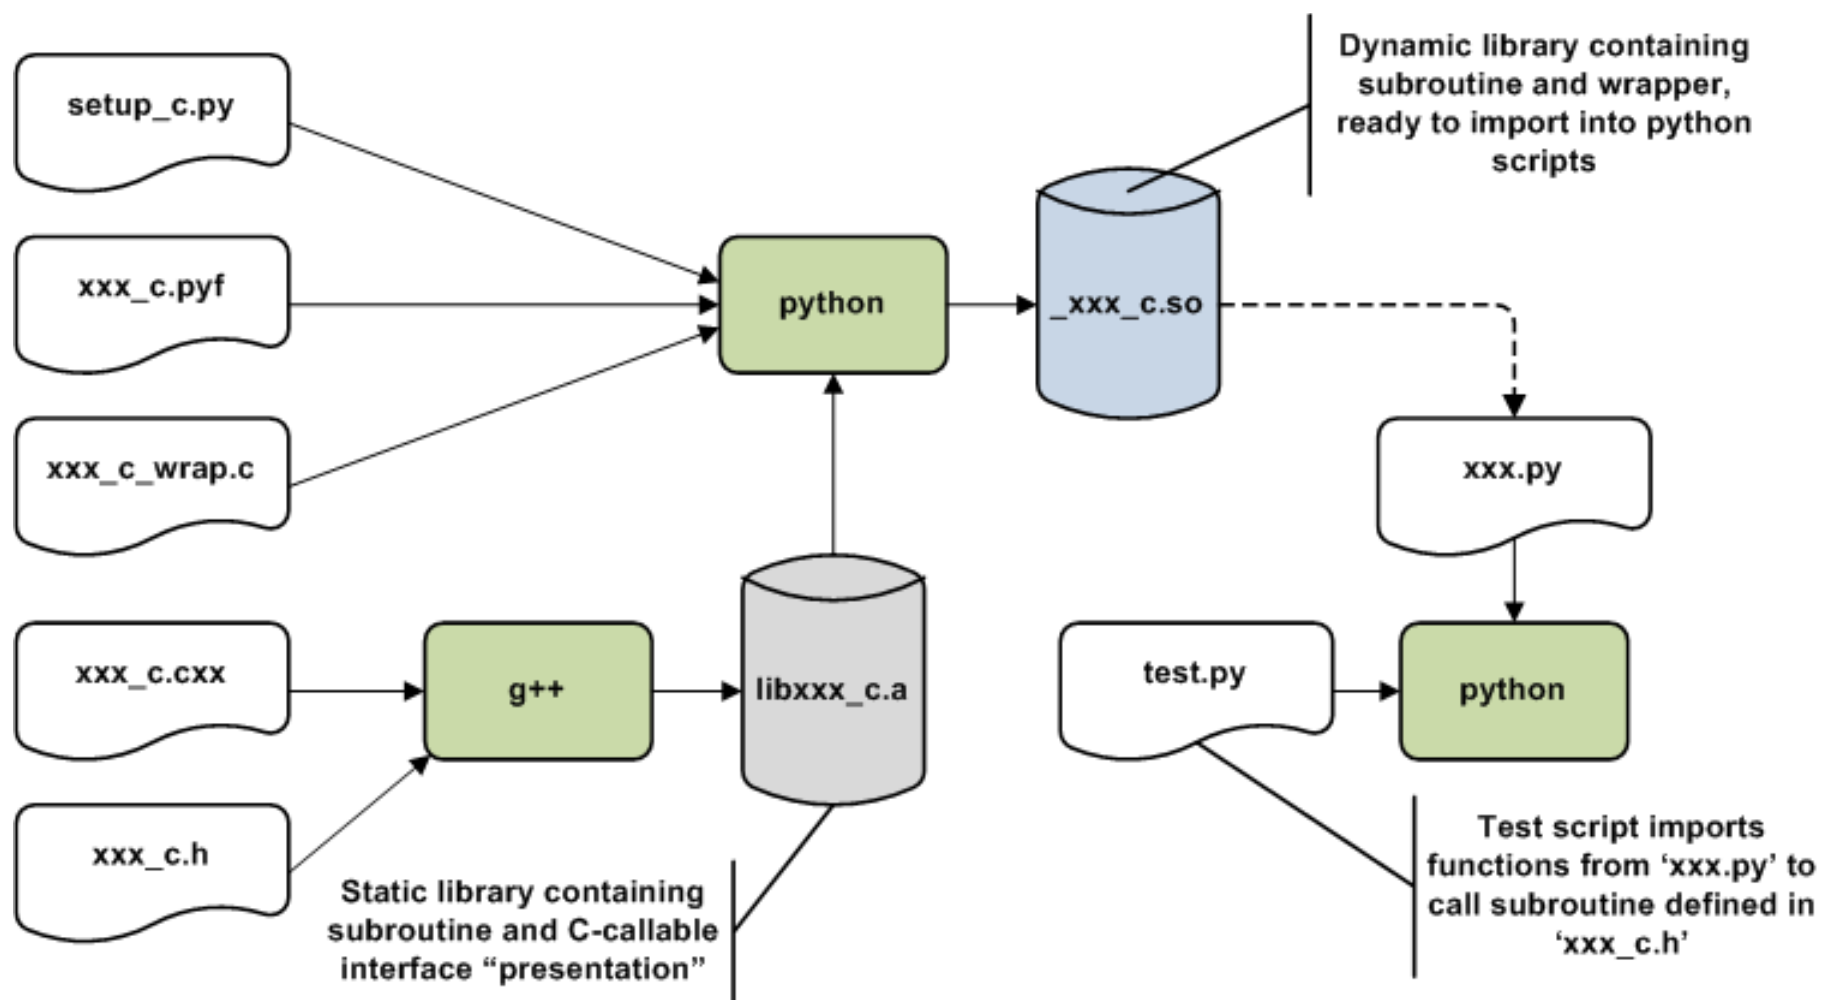 Dynamic library containing
subroutine and wrapper,
ready to import into python
scripts
setup_c.py
xxx_c.pyf
python
_xxx_c.so
xxx_c_wrap.c
xxx.py
xxx_c.cxx
g++
libxxx_c.a
test.py
python
xxx_c.h
Static library containing
subroutine and C-callable
interface “presentation”
Test script imports
functions from ‘xxx.py’ to
call subroutine defined in
‘xxx_c.h’